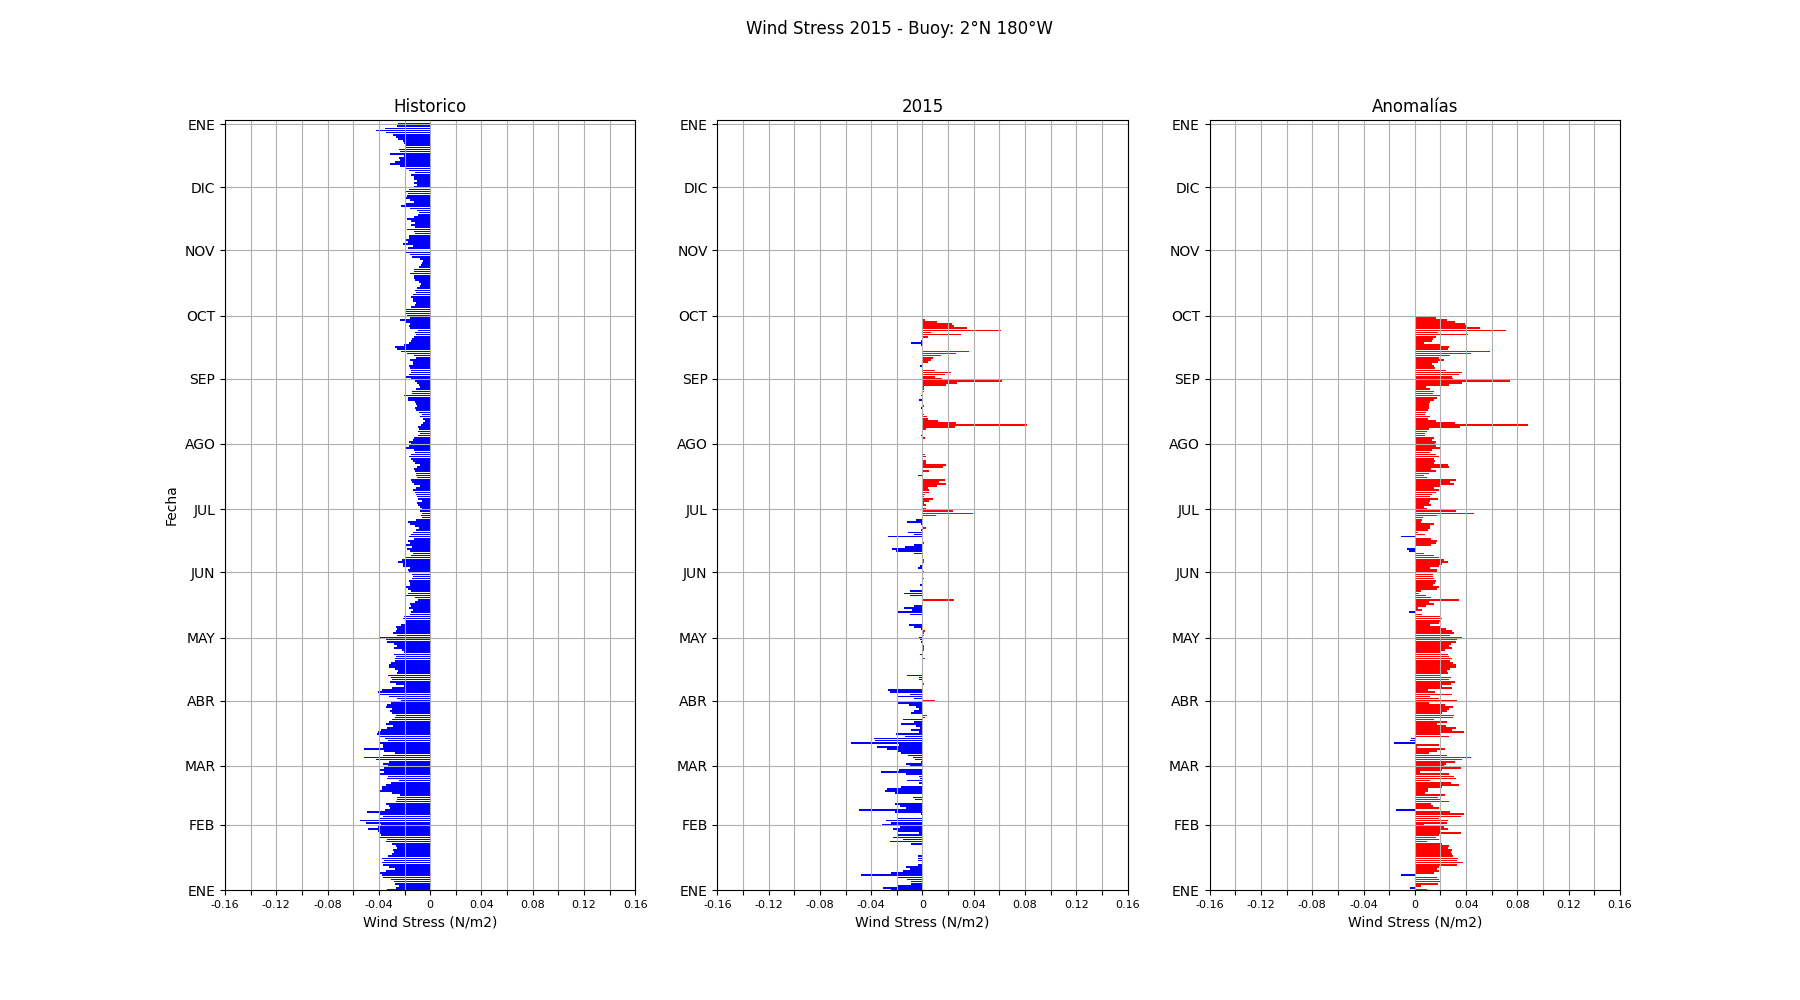 Wind Stress 2015 - Buoy: 2°N 180°W
Historico
ENE
DIC
NOV
OCT
SEP
AGO
JUL
JUN
MAY
ABR
MAR
FEB
ENE
Fecha
-0.16 -0.12 -0.08 -0.04 0 0.04 0.08 0.12 0.16
Wind Stress (N/m2)
2015
ENE
DIC
NOV
OCT
SEP
AGO
JUL
JUN
MAY
ABR
MAR
FEB
ENE
-0.16 -0.12 -0.08 -0.04 0 0.04 0.08 0.12 0.16
Wind Stress (N/m2)
Anomalías
ENE
DIC
NOV
OCT
SEP
AGO
JUL
JUN
MAY
ABR
MAR
FEB
ENE
-0.16 -0.12 -0.08 -0.04 0 0.04 0.08 0.12 0.16
Wind Stress (N/m2)